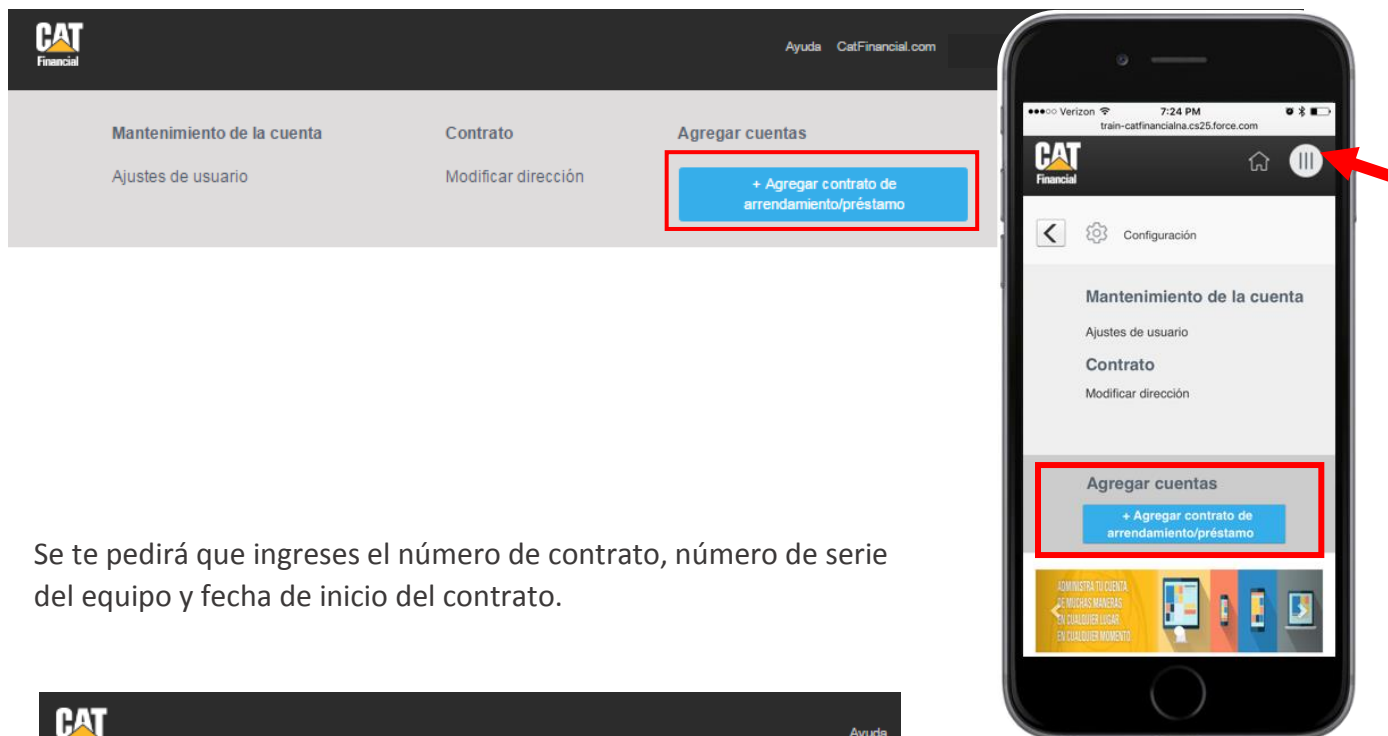 CAT
Financial
Ayuda CatFinancial.com
Mantenimiento de la cuenta
Contrato
Agregar cuentas
Ajustes de usuario
Modificar dirección
+ Agregar contrato de
arrendamiento/préstamo
Verizon 7:24 PM
train-catfinancialna.cs25.force.com
CAT
Financial
Configuración
Mantenimiento de la cuenta
Ajustes de usuario
Contrato
Modificar dirección
Agregar cuentas
+ Agregar contrato de
arrendamiento/préstamo
ADMINISTRA TU CUENTA
DE MUCHAS MANERAS
EN CUALQUIER LUGAR
EN CUALQUIER MOMENTO
Se te pedirá que ingreses el número de contrato, número de serie
del equipo y fecha de inicio del contrato.
CAT
Ayuda